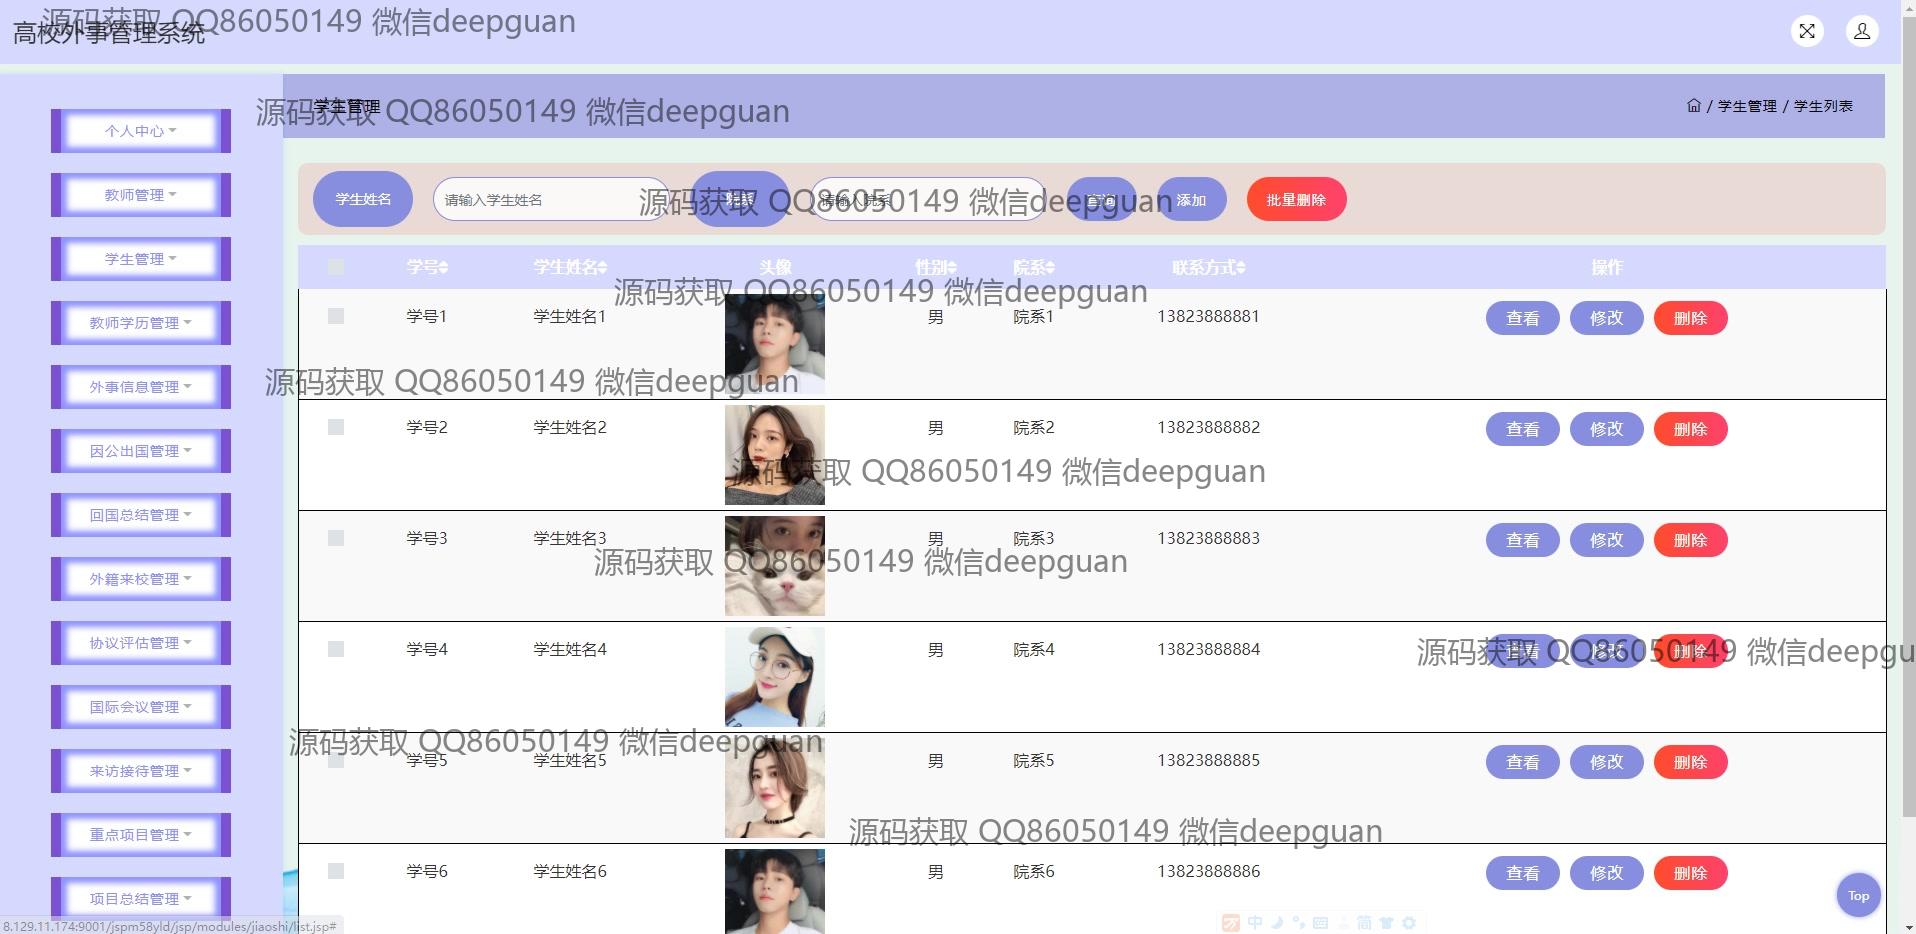 源码获取 QQ86050149 微信deepguan
高校外事管理系统
学生管理
源码获取 QQ86050149 微信deepguan
/ 学生管理 / 学生列表
个人中心
教师管理
学生管理
教师学历管理
外事信息管理
因公出国管理
回国总结管理
外籍来校管理
协议评估管理
国际会议管理
来访接待管理
重点项目管理
项目总结管理
学生姓名 请输入学生姓名 院系 请输入院系 查询 添加 批量删除
源码获取 QQ86050149 微信deepguan
学号 学生姓名 头像 性别 院系 联系方式 操作
源码获取 QQ86050149 微信deepguan
学号1 学生姓名1 男 院系1 13823888881 查看 修改 删除
源码获取 QQ86050149 微信deepguan
学号2 学生姓名2 男 院系2 13823888882 查看 修改 删除
源码获取 QQ86050149 微信deepguan
学号3 学生姓名3 男 院系3 13823888883 查看 修改 删除
源码获取 QQ86050149 微信deepguan
学号4 学生姓名4 男 院系4 13823888884 查看 修改 删除
源码获取 QQ86050149 微信deepgu
源码获取 QQ86050149 微信deepguan
学号5 学生姓名5 男 院系5 13823888885 查看 修改 删除
源码获取 QQ86050149 微信deepguan
学号6 学生姓名6 男 院系6 13823888886 查看 修改 删除
Top
8.129.11.174:9001/jspm58yld/jsp/modules/jiaoshi/list.jsp#
中 简